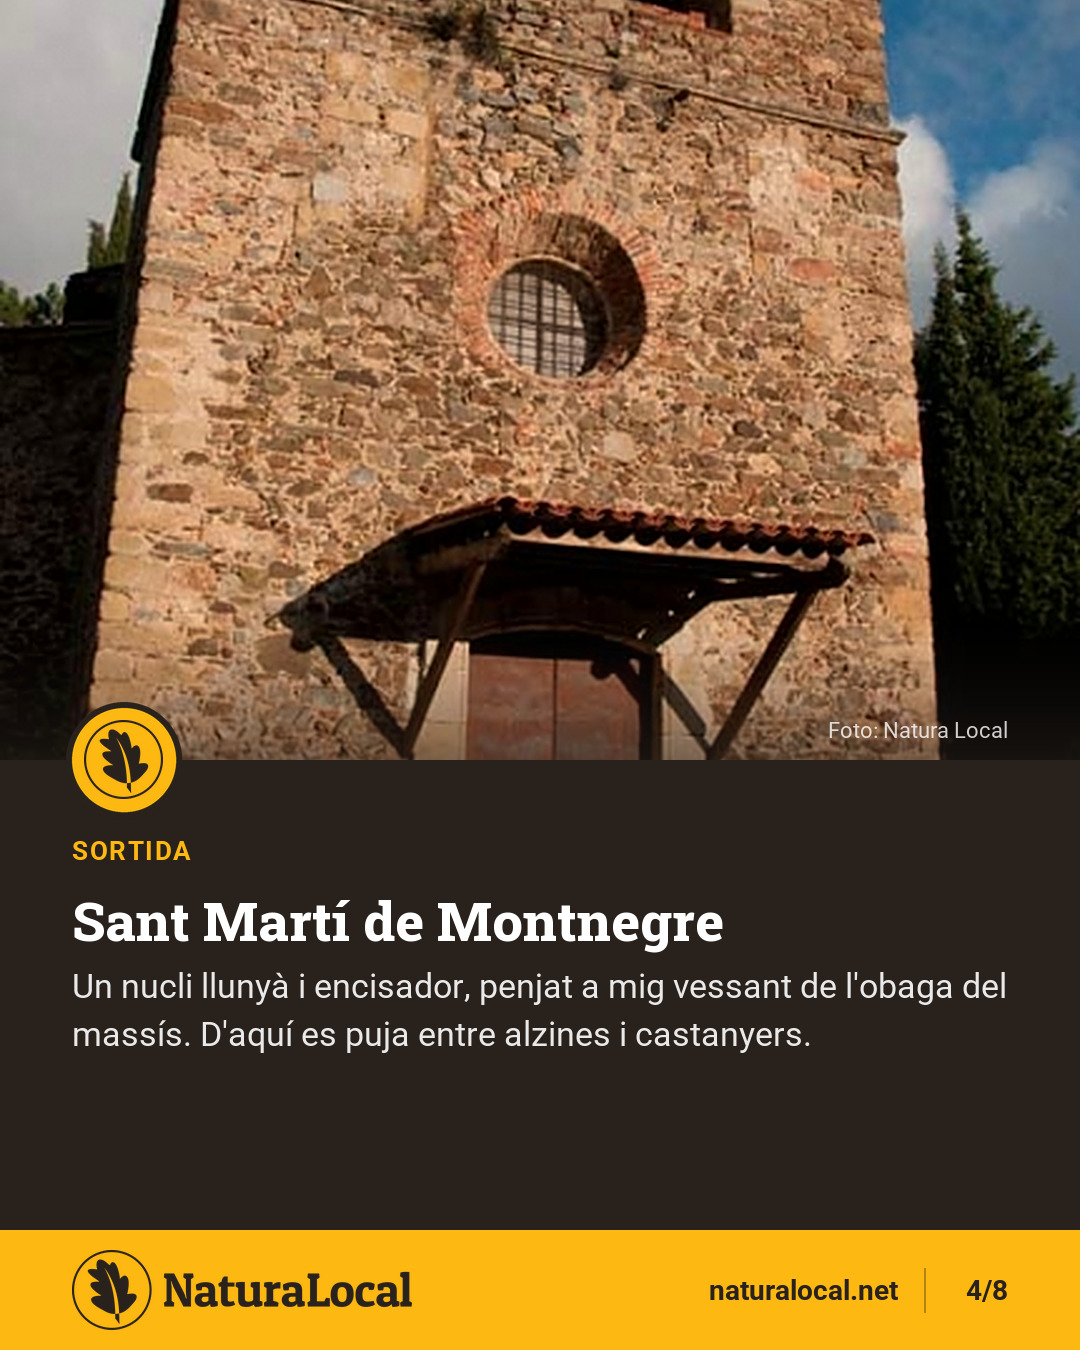 Foto: Natura Local
SORTIDA
Sant Martí de Montnegre
Un nucli llunyà i encisador, penjat a mig vessant de l'obaga del
massís. D'aquí es puja entre alzines i castanyers.
NaturaLocal
naturalocal.net
4/8